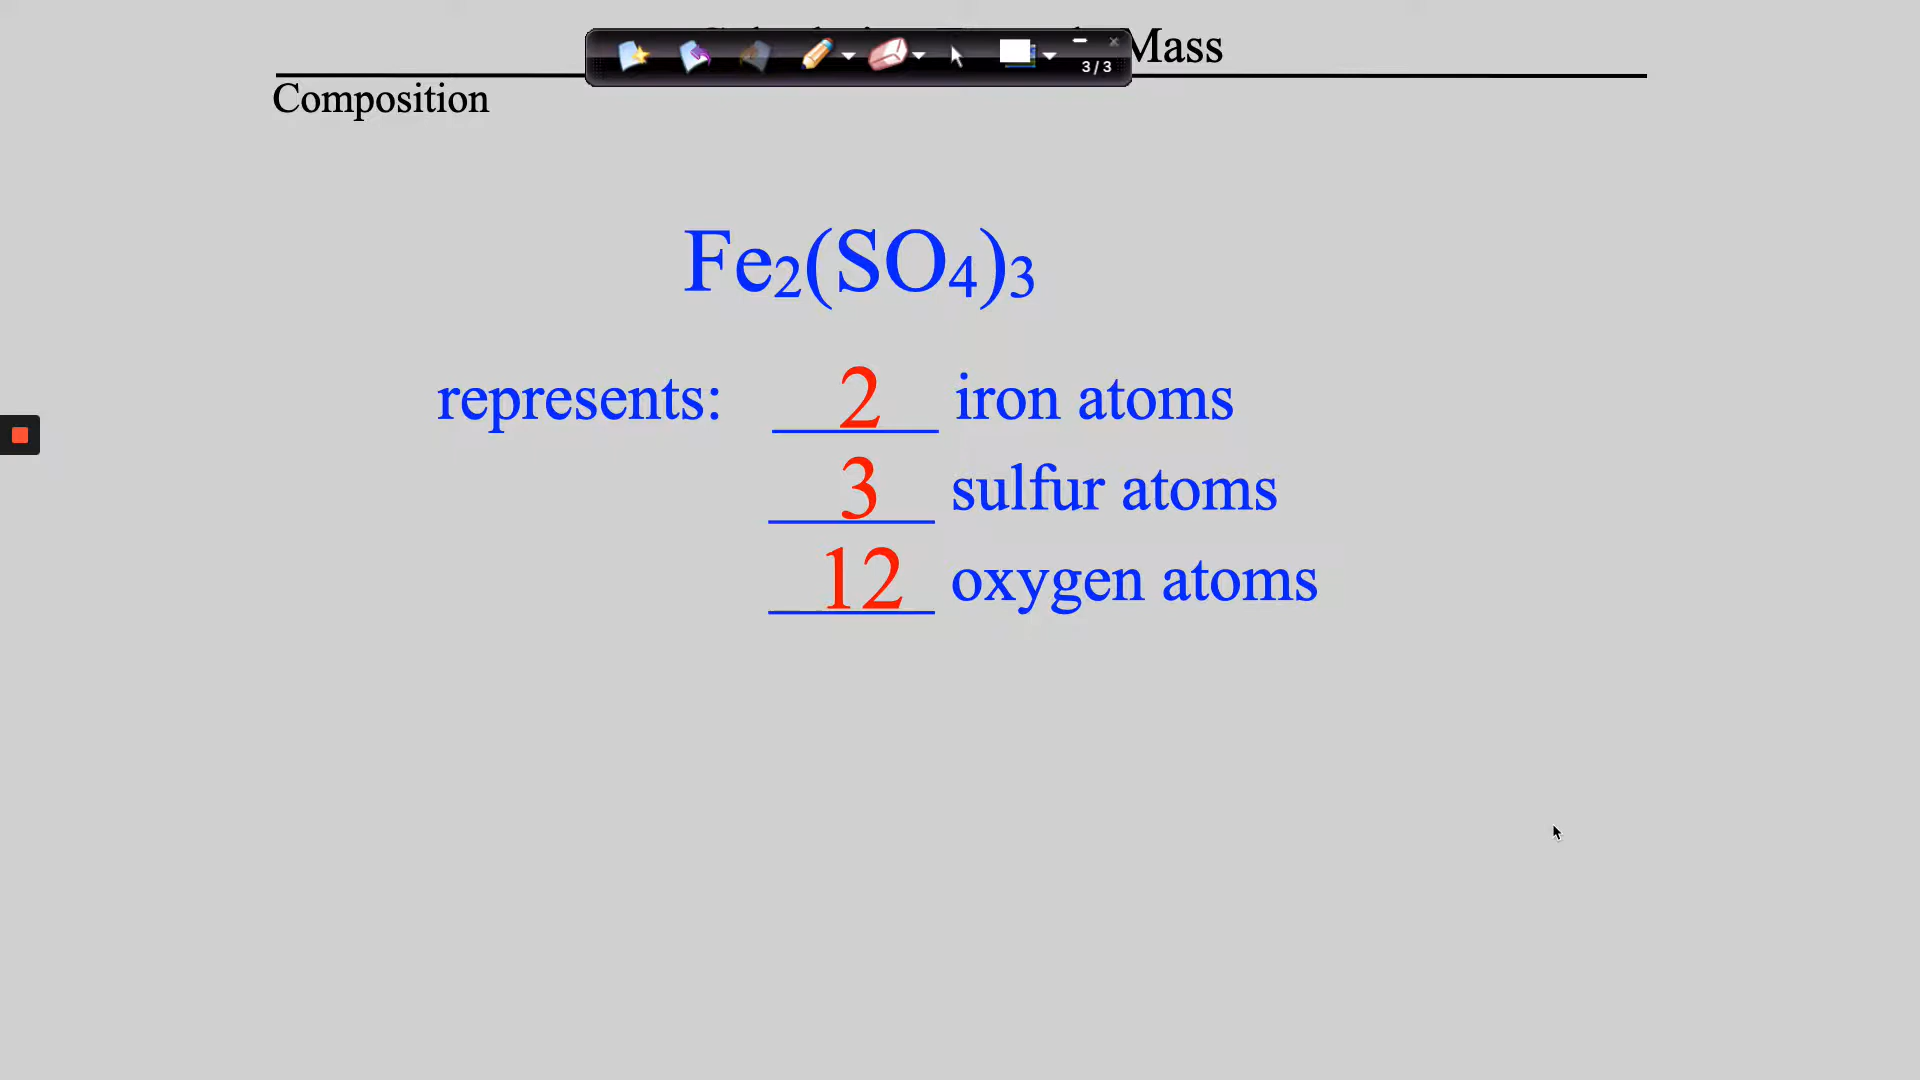 Mass
3/3
Composition
Fe₂(SO₄)₃
represents: 2 iron atoms
3 sulfur atoms
12 oxygen atoms